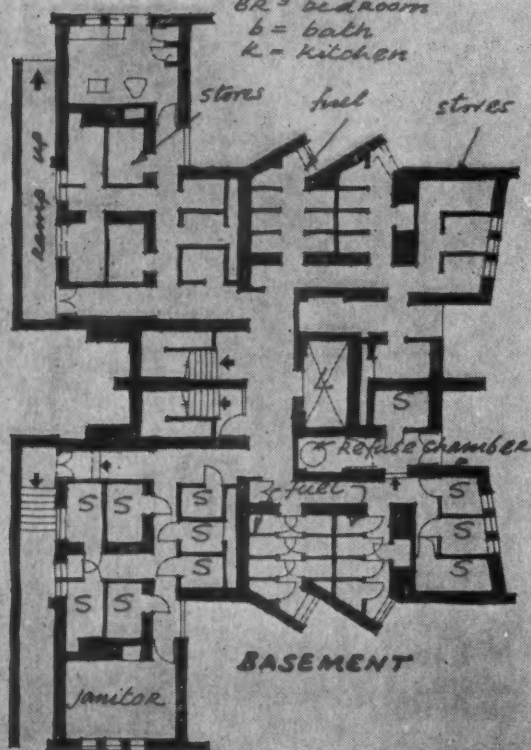 BR = bedroom
b = bath
K = kitchen
stores
fuel
stores
ramp up
L
S
refuse chamber
fuel
S
S
S
S
S
S
S
S
S
S
S
BASEMENT
janitor